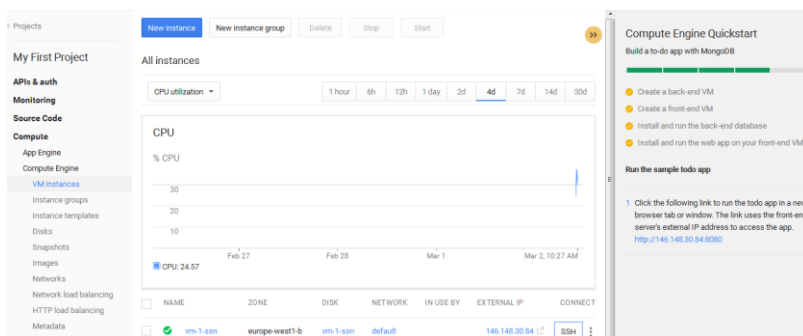 Projects
My First Project
APIs & auth
Monitoring
Source Code
Compute
App Engine
Compute Engine
VM instances
Instance groups
Instance templates
Disks
Snapshots
Images
Networks
Network load balancing
HTTP load balancing
Metadata
New instance New instance group Delete Stop Start
All instances
CPU utilization 1 hour 6h 12h 1 day 2d 4d 7d 14d 30d
CPU
% CPU
30
20
10
Feb 27 Feb 28 Mar 1 Mar 2, 10:27 AM
CPU: 24.57
NAME ZONE DISK NETWORK IN USE BY EXTERNAL IP CONNECT
vm-1-ssn europe-west1-b vm-1-ssn default 146.148.30.84 SSH
Compute Engine Quickstart
Build a to-do app with MongoDB
Create a back-end VM
Create a front-end VM
Install and run the back-end database
Install and run the web app on your front-end VM
Run the sample todo app
1 Click the following link to run the todo app in a new
browser tab or window. The link uses the front-en
server's external IP address to access the app.
http://146.148.30.84:8080